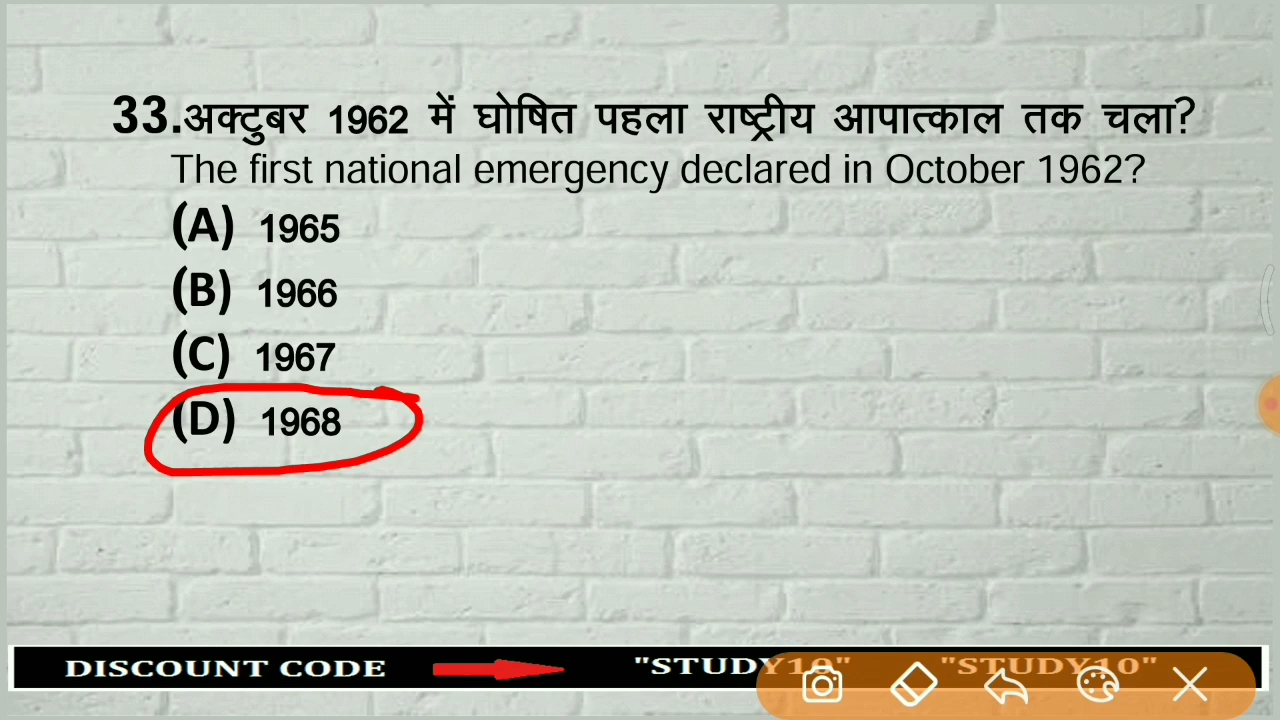 33.अक्टुबर 1962 में घोषित पहला राष्ट्रीय आपात्काल तक चला?
The first national emergency declared in October 1962?
(A) 1965
(B) 1966
(C) 1967
(D) 1968
DISCOUNT CODE "STUDY10" "STUDY10"